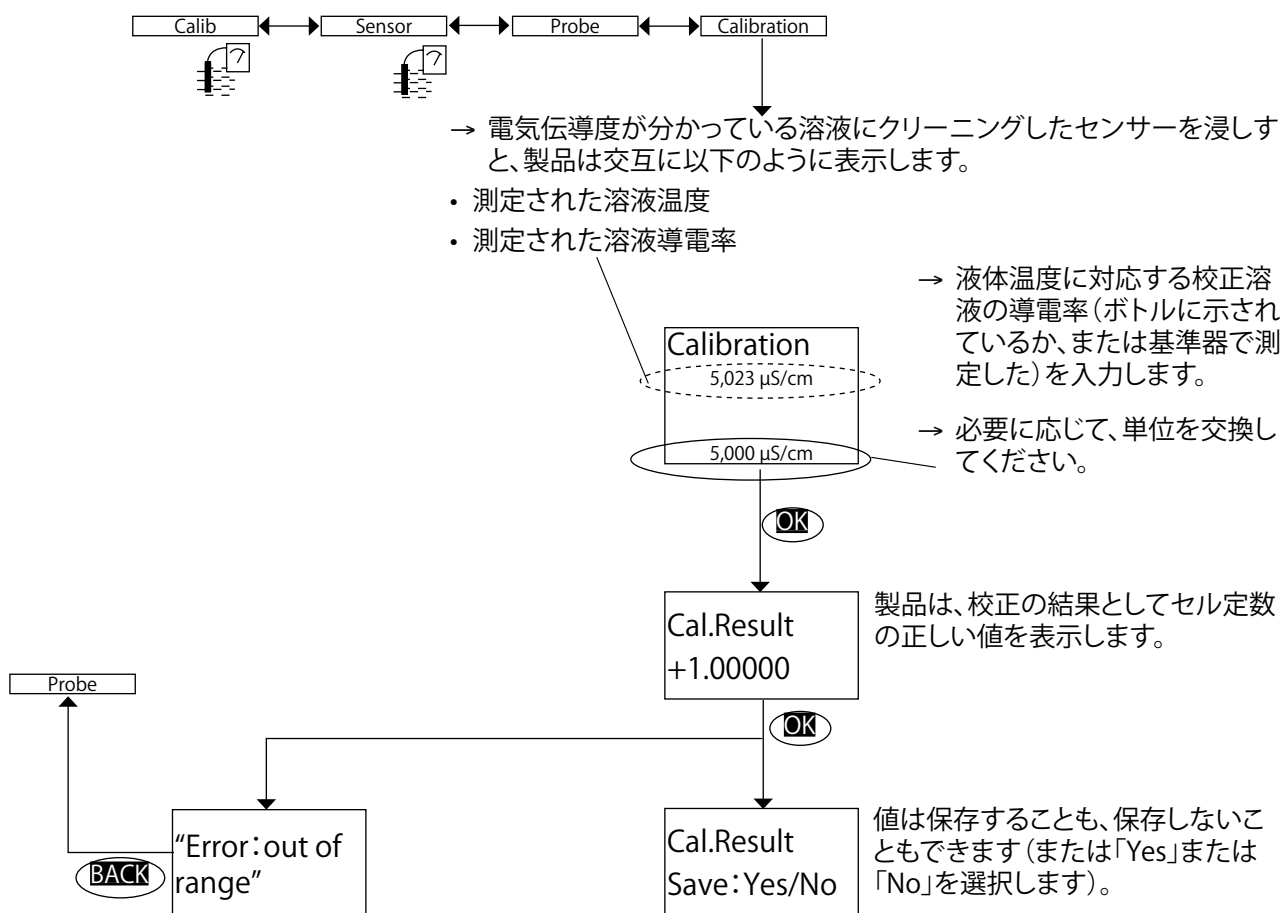 Calib
Sensor
Probe
Calibration
→ 電気伝導度が分かっている溶液にクリーニングしたセンサーを浸す
と、製品は交互に以下のように表示します。
• 測定された溶液温度
• 測定された溶液導電率
→ 液体温度に対応する校正溶
液の導電率（ボトルに示され
ているか、または基準器で測
定した）を入力します。
→ 必要に応じて、単位を交換し
てください。
Calibration
5,023 µS/cm
5,000 µS/cm
OK
Cal.Result
+1.00000
製品は、校正の結果としてセル定数
の正しい値を表示します。
Probe
OK
BACK
“Error：out of
range”
Cal.Result
Save：Yes/No
値は保存することも、保存しないこ
ともできます（または「Yes」または
「No」を選択します）。